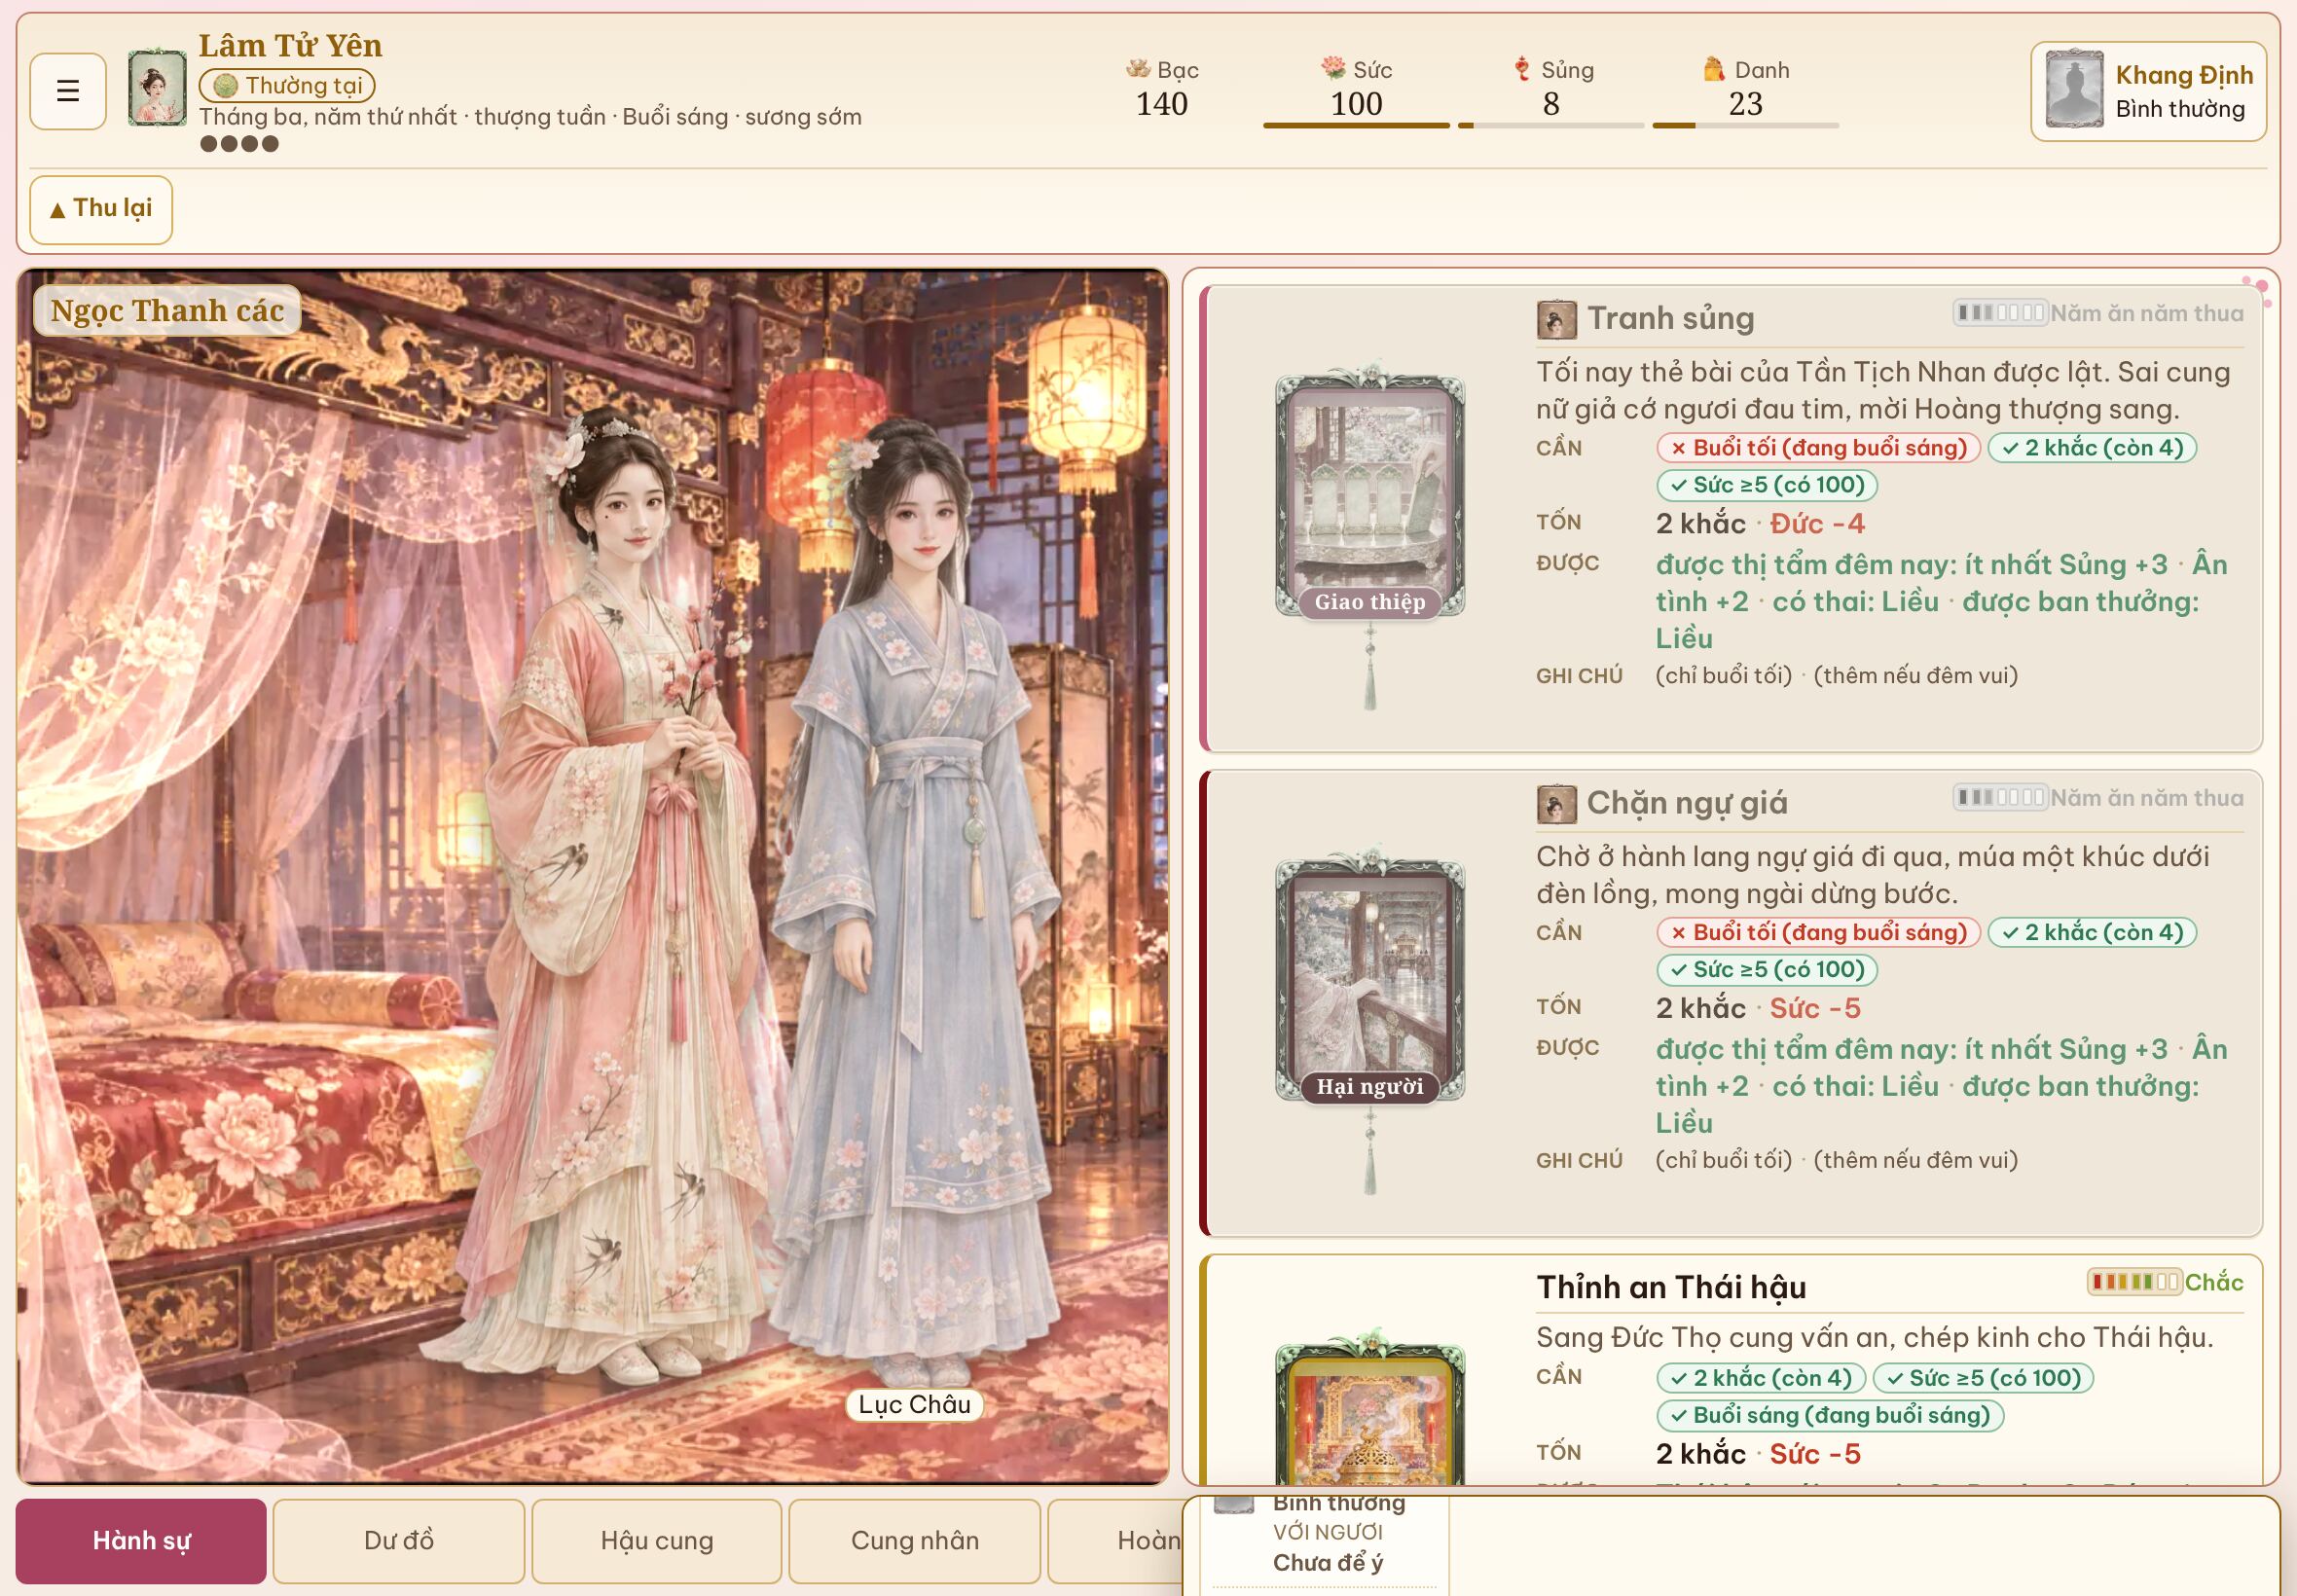 ☰
Lâm Tử Yên
Thường tại
Tháng ba, năm thứ nhất · thượng tuần · Buổi sáng · sương sớm
Bạc
140
Sức
100
Sủng
8
Danh
23
Khang Định
Bình thường
▲ Thu lại
Ngọc Thanh các
Lục Châu
Tranh sủng
Năm ăn năm thua
Tối nay thẻ bài của Tần Tịch Nhan được lật. Sai cung
nữ giả cớ ngươi đau tim, mời Hoàng thượng sang.
CẦN
× Buổi tối (đang buổi sáng) ✓ 2 khắc (còn 4)
✓ Sức ≥5 (có 100)
TỐN
2 khắc · Đức -4
ĐƯỢC
được thị tẩm đêm nay: ít nhất Sủng +3 · Ân
tình +2 · có thai: Liều · được ban thưởng:
Liều
GHI CHÚ
(chỉ buổi tối) · (thêm nếu đêm vui)
Giao thiệp
Chặn ngự giá
Năm ăn năm thua
Chờ ở hành lang ngự giá đi qua, múa một khúc dưới
đèn lồng, mong ngài dừng bước.
CẦN
× Buổi tối (đang buổi sáng) ✓ 2 khắc (còn 4)
✓ Sức ≥5 (có 100)
TỐN
2 khắc · Sức -5
ĐƯỢC
được thị tẩm đêm nay: ít nhất Sủng +3 · Ân
tình +2 · có thai: Liều · được ban thưởng:
Liều
GHI CHÚ
(chỉ buổi tối) · (thêm nếu đêm vui)
Hại người
Thỉnh an Thái hậu
Chắc
Sang Đức Thọ cung vấn an, chép kinh cho Thái hậu.
CẦN
✓ 2 khắc (còn 4) ✓ Sức ≥5 (có 100)
✓ Buổi sáng (đang buổi sáng)
TỐN
2 khắc · Sức -5
Hành sự
Dư đồ
Hậu cung
Cung nhân
Hoàn
Bình thường
VỚI NGƯƠI
Chưa để ý